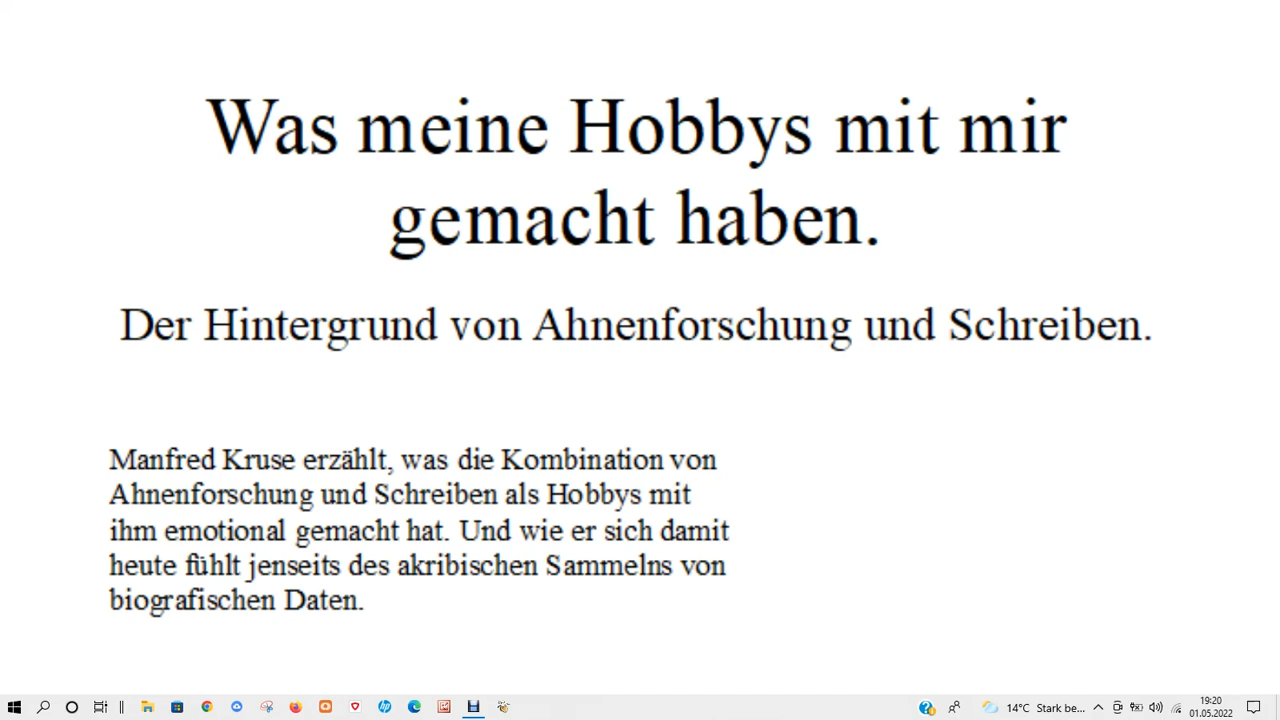 Was meine Hobbys mit mir
gemacht haben.
Der Hintergrund von Ahnenforschung und Schreiben.
Manfred Kruse erzählt, was die Kombination von
Ahnenforschung und Schreiben als Hobbys mit
ihm emotional gemacht hat. Und wie er sich damit
heute fühlt jenseits des akribischen Sammelns von
biografischen Daten.
14°C Stark be...
19:20
01.05.2022